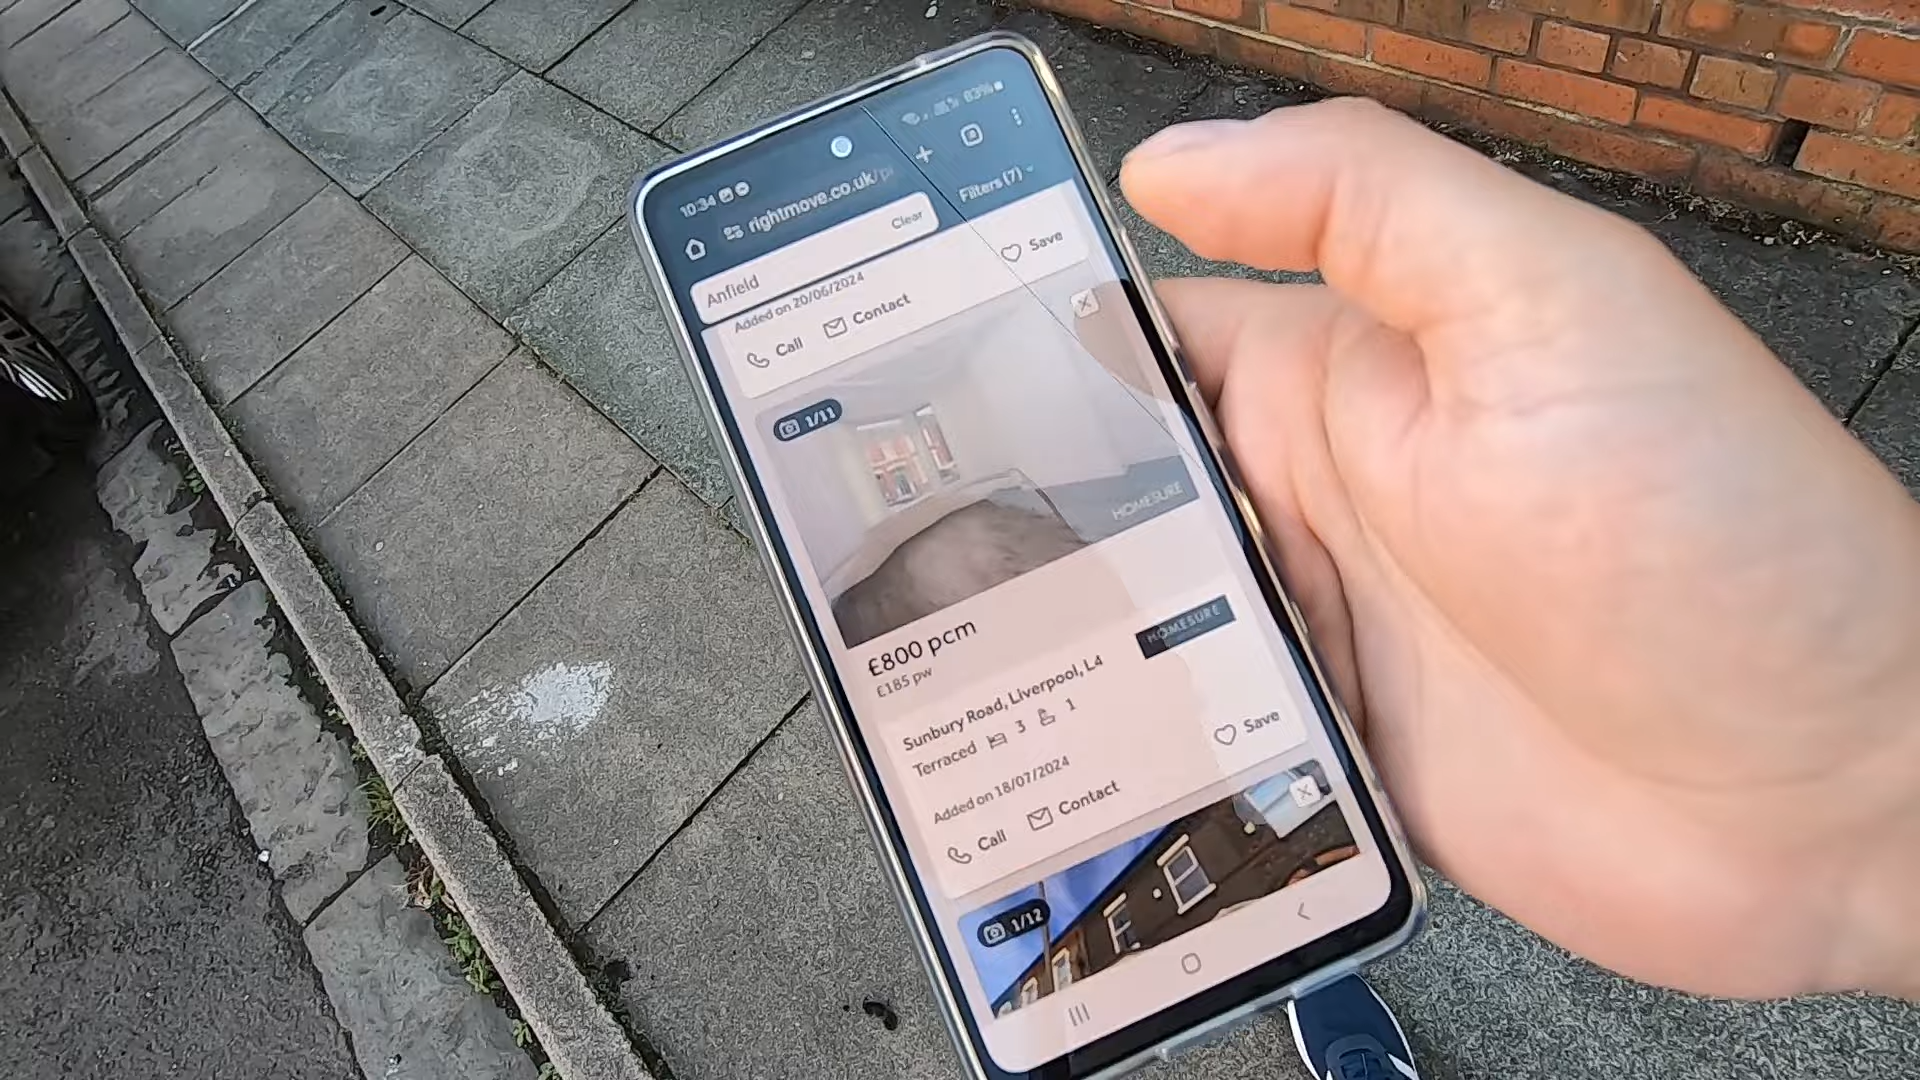 10:34
83%
rightmove.co.uk/pr
Anfield
Clear
Filters (7)
Added on 20/06/2024
Save
Call
Contact
1/11
HOMESURE
£800 pcm
£185 pw
HOMESURE
Sunbury Road, Liverpool, L4
Terraced 3 1
Added on 18/07/2024
Save
Call
Contact
1/12